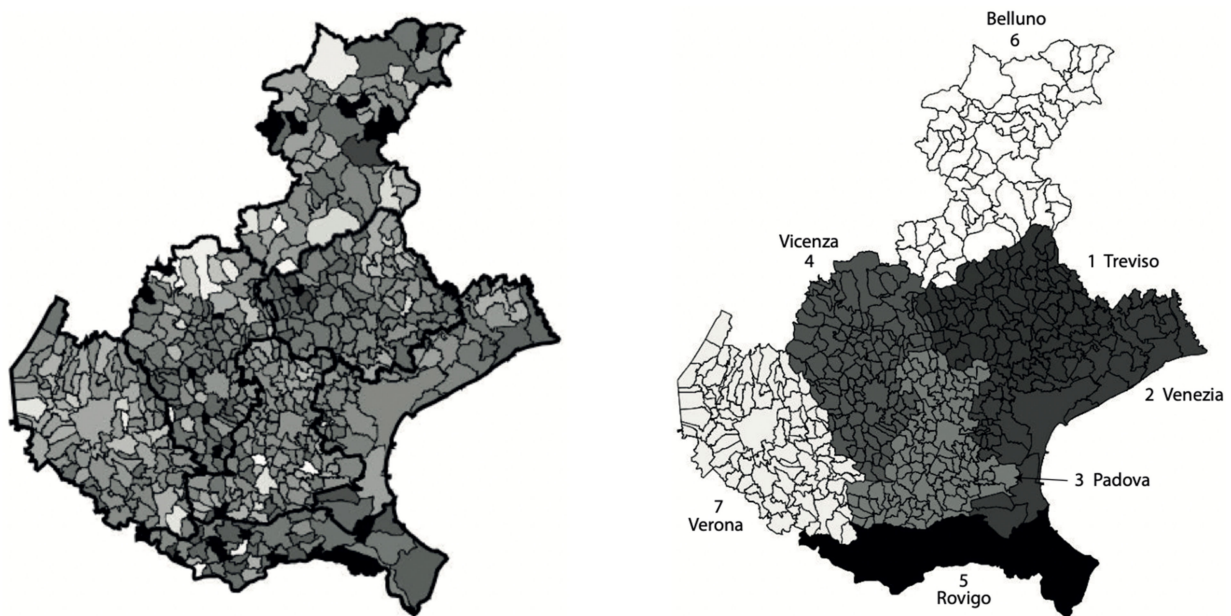 Belluno
6
Vicenza
4
1 Treviso
2 Venezia
3 Padova
7
Verona
5
Rovigo